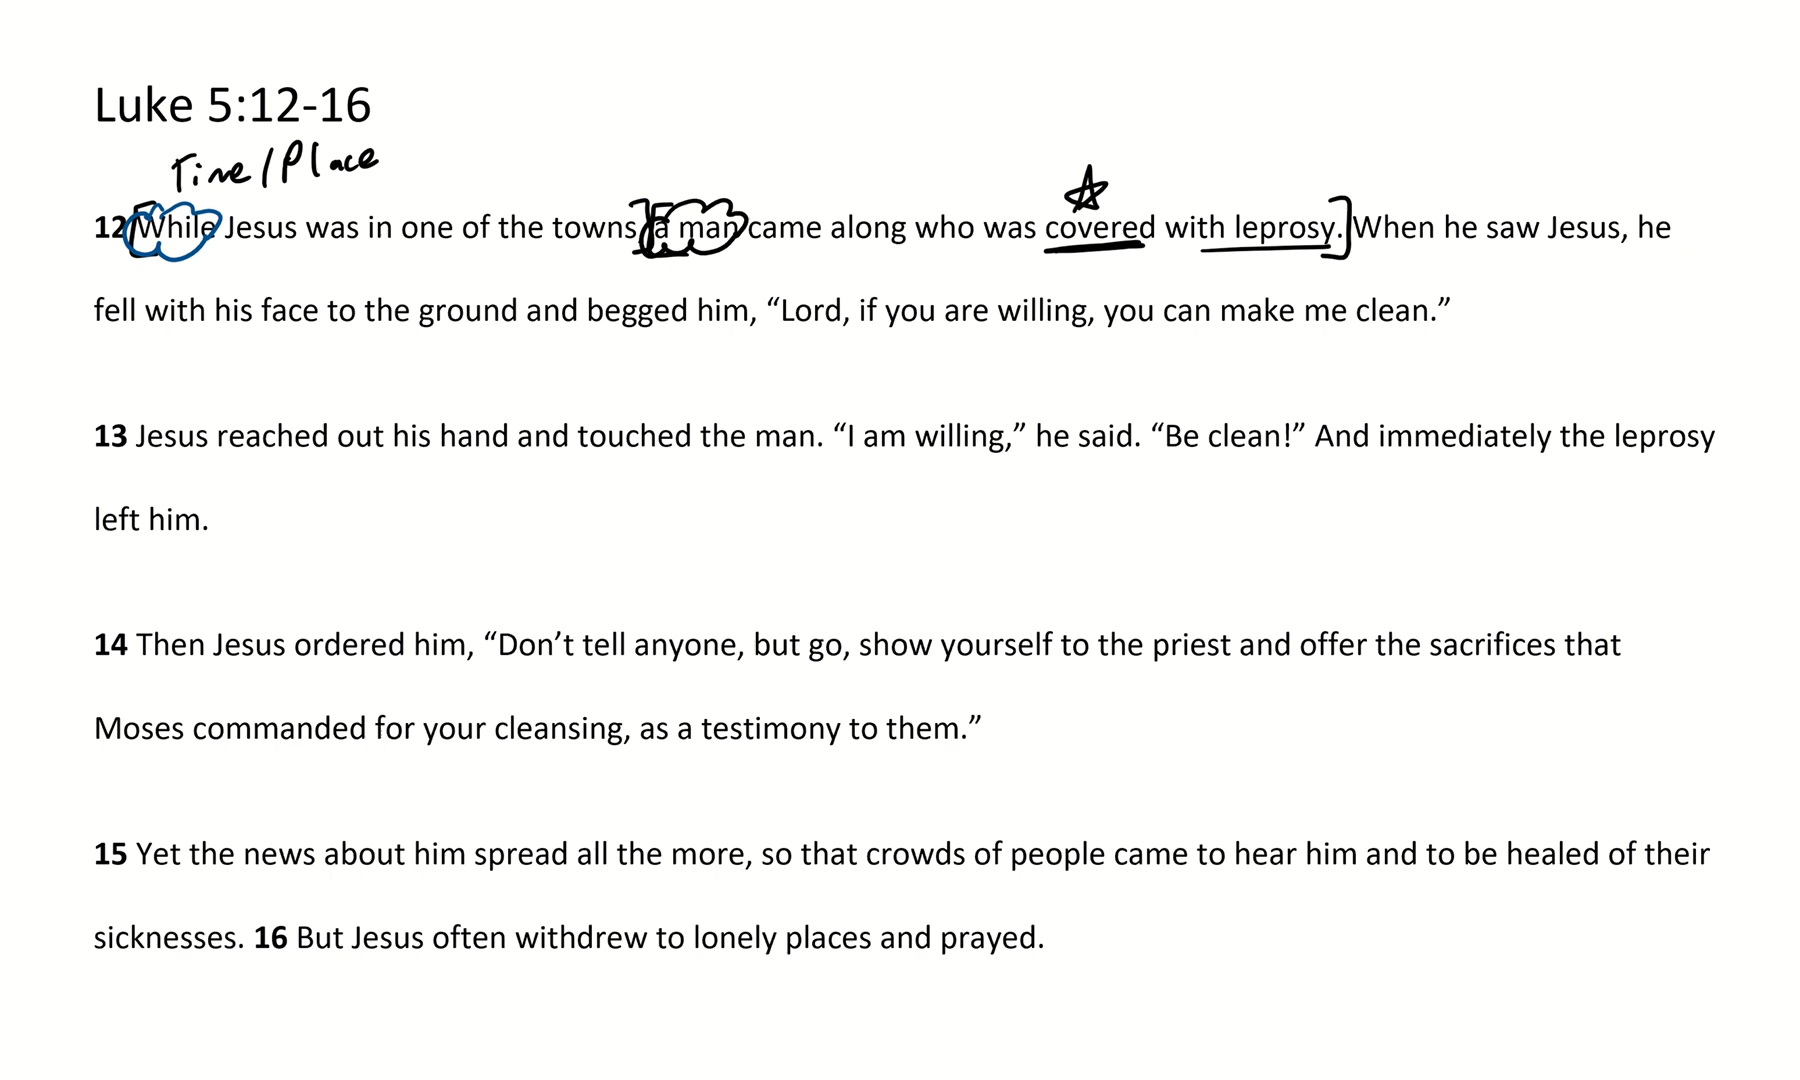 Luke 5:12-16
Time/Place
12 While Jesus was in one of the towns, a man came along who was covered with leprosy. When he saw Jesus, he
fell with his face to the ground and begged him, “Lord, if you are willing, you can make me clean.”
13 Jesus reached out his hand and touched the man. “I am willing,” he said. “Be clean!” And immediately the leprosy
left him.
14 Then Jesus ordered him, “Don’t tell anyone, but go, show yourself to the priest and offer the sacrifices that
Moses commanded for your cleansing, as a testimony to them.”
15 Yet the news about him spread all the more, so that crowds of people came to hear him and to be healed of their
sicknesses. 16 But Jesus often withdrew to lonely places and prayed.